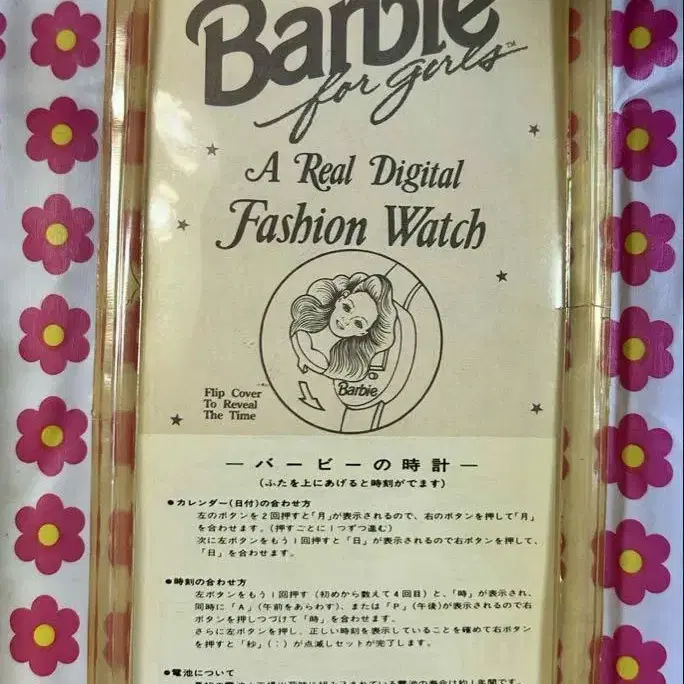 Barbie
for girls™
A Real Digital
Fashion Watch
Barbie
Flip Cover
To Reveal
The Time
— バービーの時計 —
(ふたを上にあげると時刻がでます)
●カレンダー(日付)の合わせ方
左のボタンを2回押すと「月」が表示されるので、右のボタンを押して「月」
を合わせます。(押すごとに1つずつ進む)
次に左ボタンをもう1回押すと「日」が表示されるので右ボタンを押して、
「日」を合わせます。
●時刻の合わせ方
左ボタンをもう1回押す(初めから数えて4回目)と、「時」が表示され、
同時に「A」(午前をあらわす)、または「P」(午後)が表示されるので右
ボタンを押しつづけて「時」を合わせます。
さらに左ボタンを押し、正しい時刻を表示していることを確めて右ボタン
を押すと「秒」(:)が点滅しセットが完了します。
●電池について